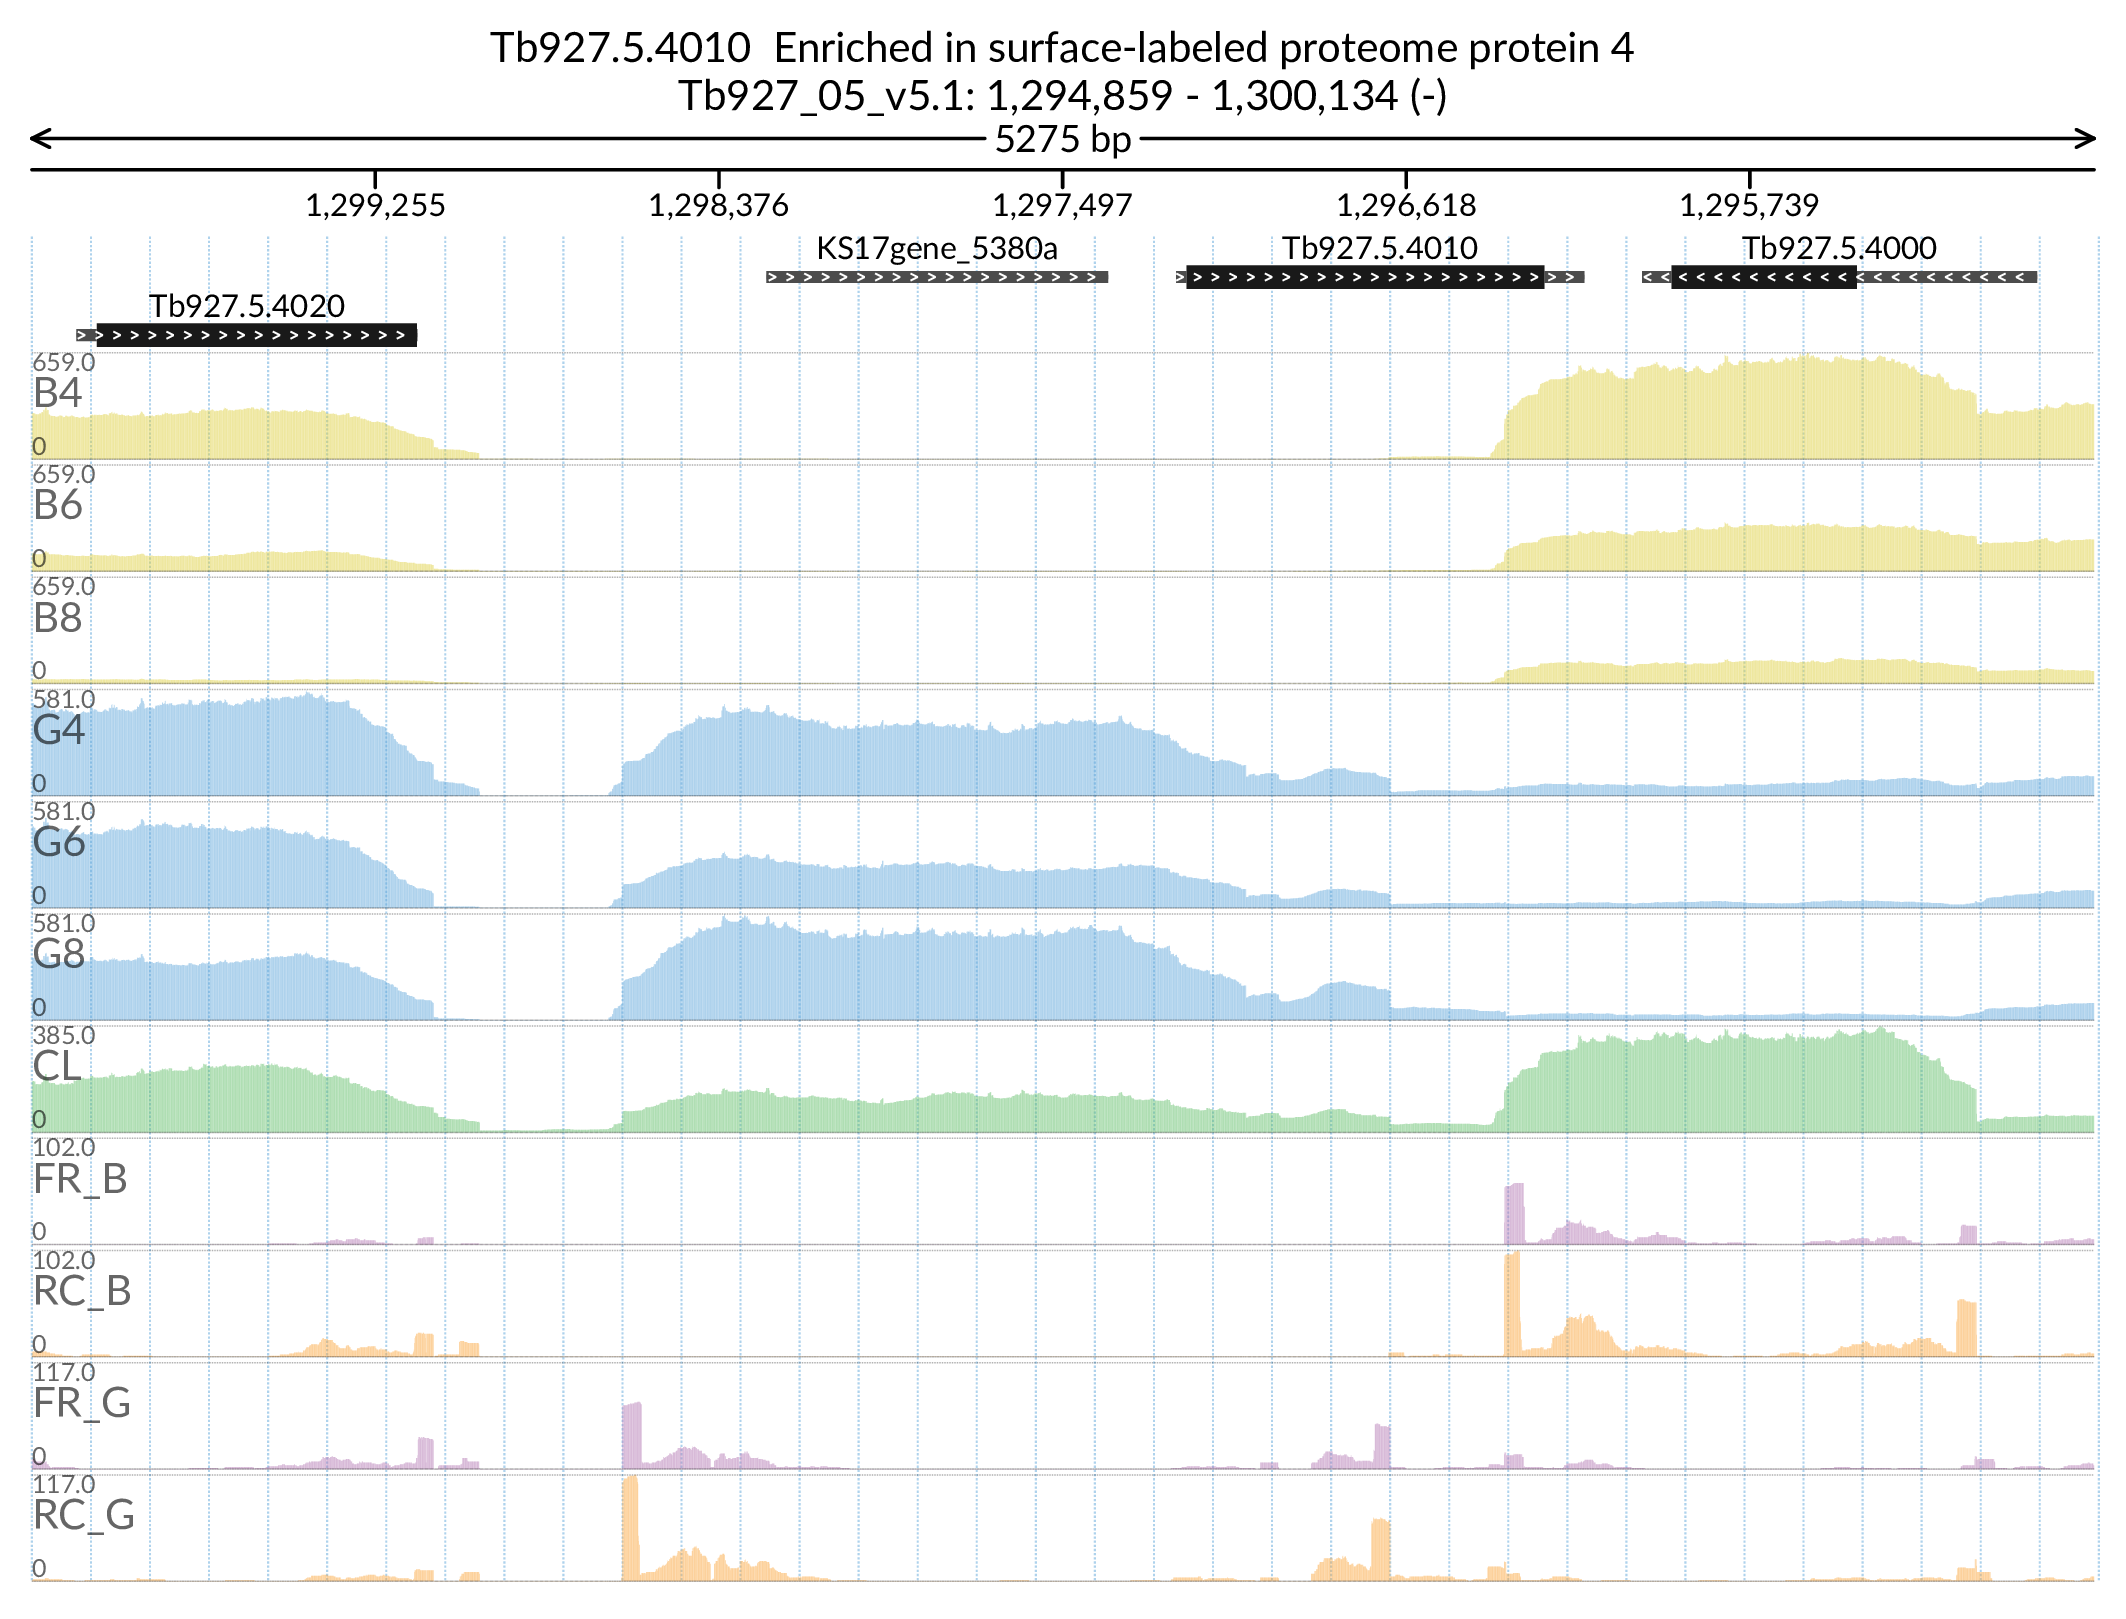 Tb927.5.4010  Enriched in surface-labeled proteome protein 4
Tb927_05_v5.1: 1,294,859 - 1,300,134 (-)
5275 bp
1,299,255 1,298,376 1,297,497 1,296,618 1,295,739
KS17gene_5380a Tb927.5.4010 Tb927.5.4000
Tb927.5.4020
659.0
B4
0
659.0
B6
0
659.0
B8
0
581.0
G4
0
581.0
G6
0
581.0
G8
0
385.0
CL
0
102.0
FR_B
0
102.0
RC_B
0
117.0
FR_G
0
117.0
RC_G
0